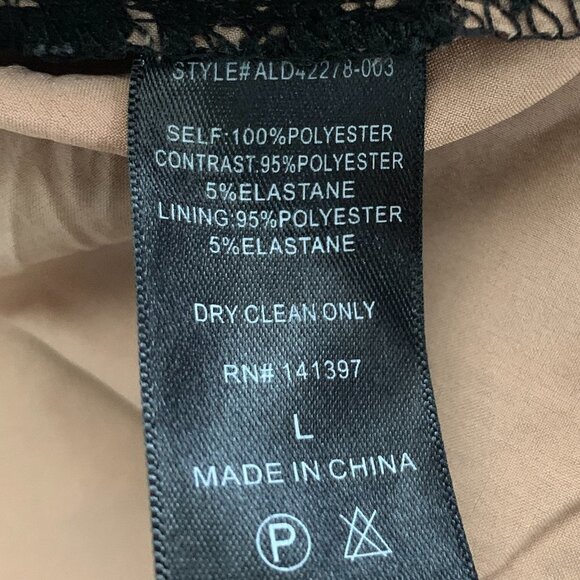 STYLE# ALD42278-003
SELF:100%POLYESTER
CONTRAST:95%POLYESTER
5%ELASTANE
LINING:95%POLYESTER
5%ELASTANE
DRY CLEAN ONLY
RN# 141397
L
MADE IN CHINA
P